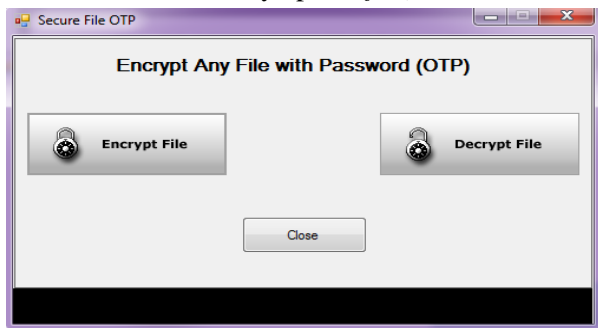 Secure File OTP
Encrypt Any File with Password (OTP)
Encrypt File
Decrypt File
Close